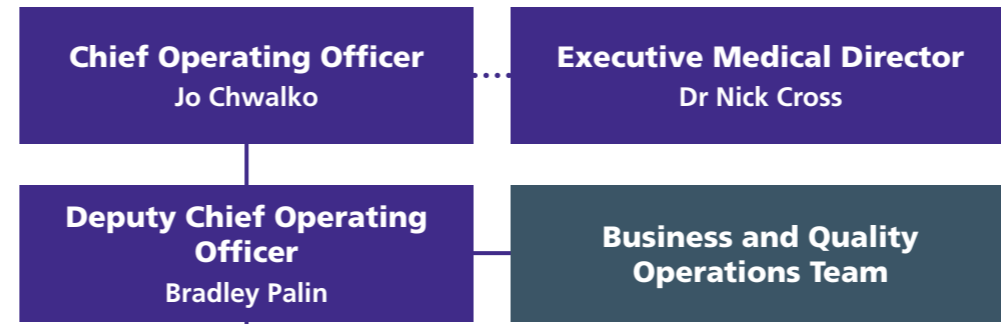 Chief Operating Officer
Jo Chwalko
Executive Medical Director
Dr Nick Cross
Deputy Chief Operating
Officer
Bradley Palin
Business and Quality
Operations Team